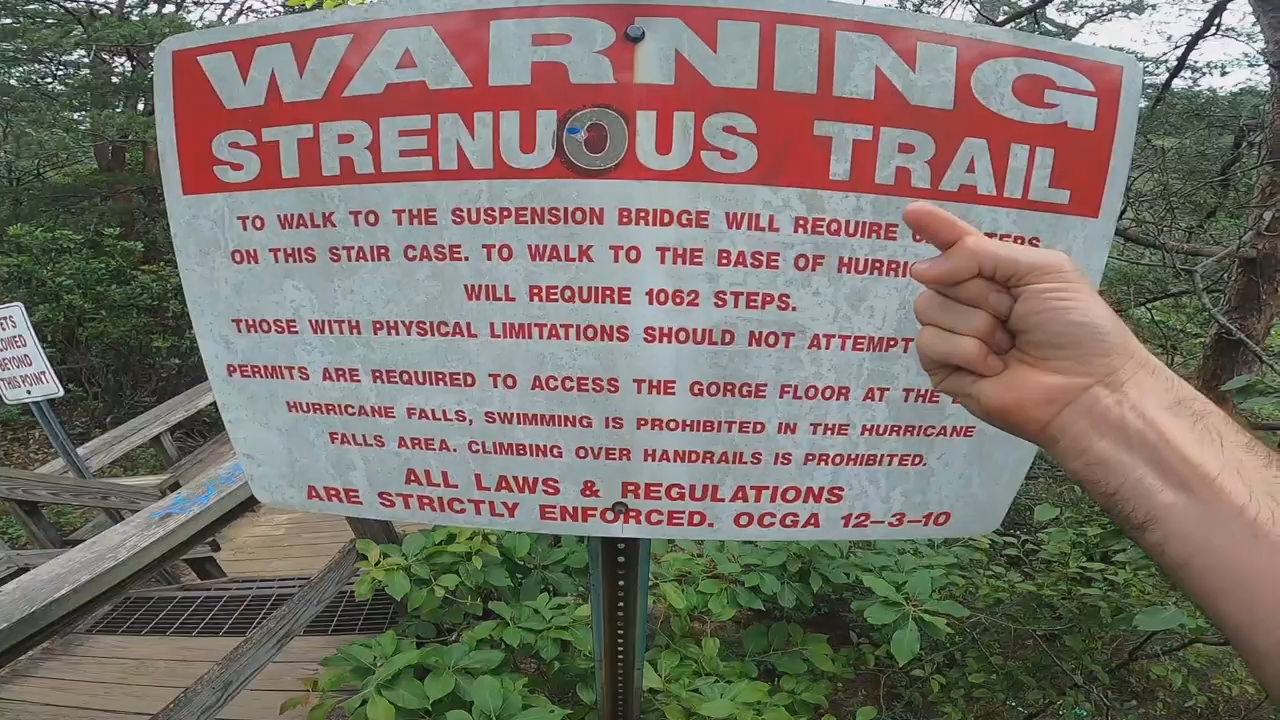 WARNING
STRENUOUS TRAIL
TO WALK TO THE SUSPENSION BRIDGE WILL REQUIRE
ON THIS STAIR CASE. TO WALK TO THE BASE OF
WILL REQUIRE 1062 STEPS.
THOSE WITH PHYSICAL LIMITATIONS SHOULD NOT ATTEMPT
PERMITS ARE REQUIRED TO ACCESS THE GORGE FLOOR AT THE
HURRICANE FALLS, SWIMMING IS PROHIBITED IN THE HURRICANE
FALLS AREA. CLIMBING OVER HANDRAILS IS PROHIBITED.
ALL LAWS & REGULATIONS
ARE STRICTLY ENFORCED. OCGA 12-3-10
BEYOND
THIS POINT